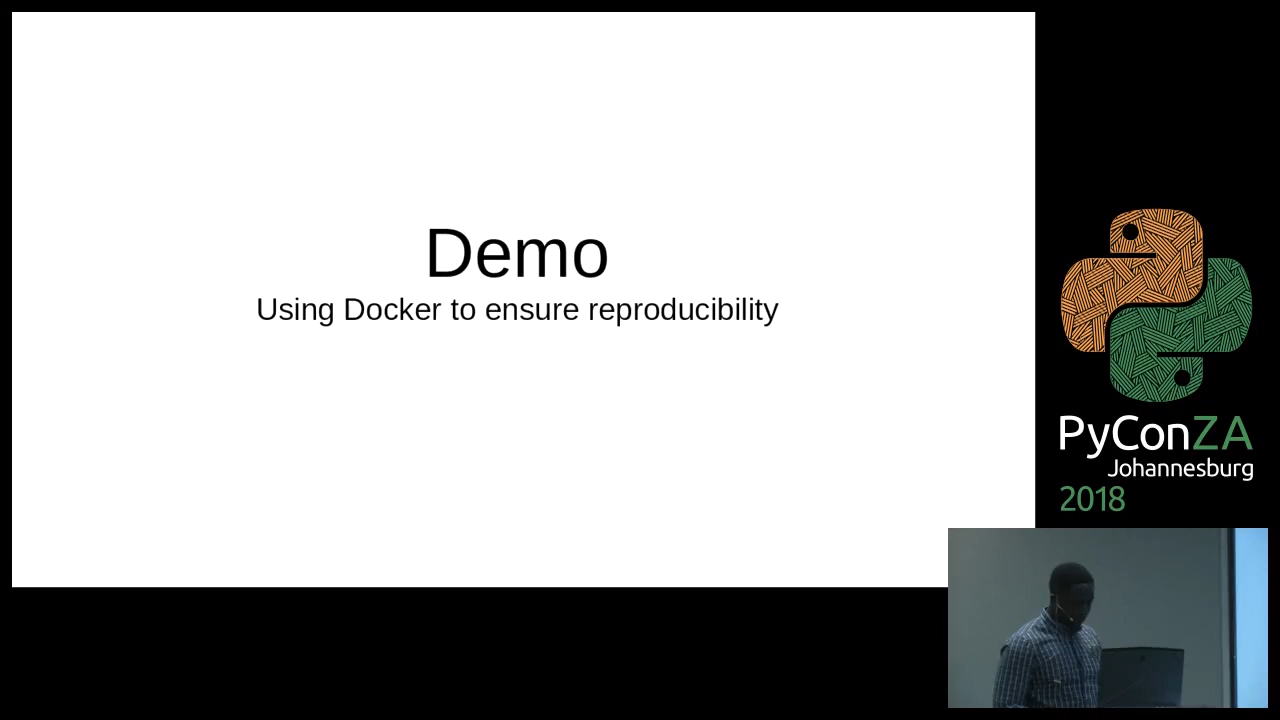 Demo
Using Docker to ensure reproducibility
PyConZA
Johannesburg
2018